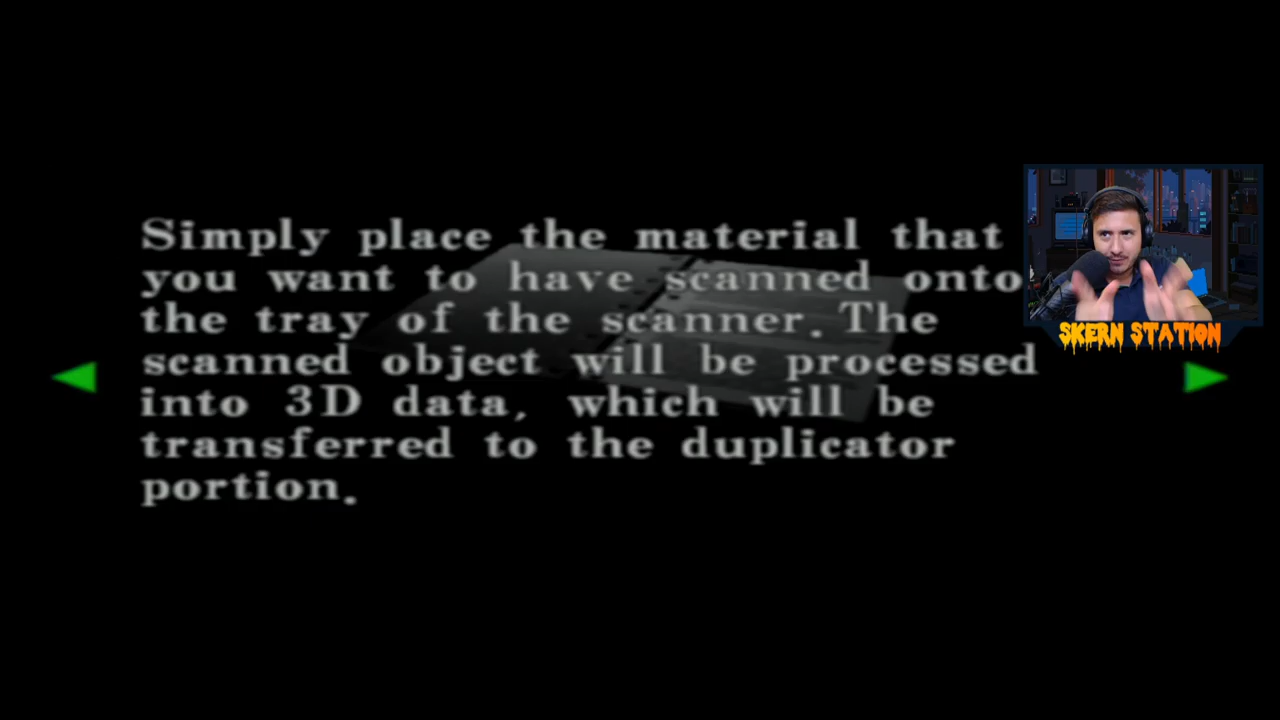 Simply place the material that
you want to have scanned onto
the tray of the scanner. The
scanned object will be processed
into 3D data, which will be
transferred to the duplicator
portion.
SKERN STATION